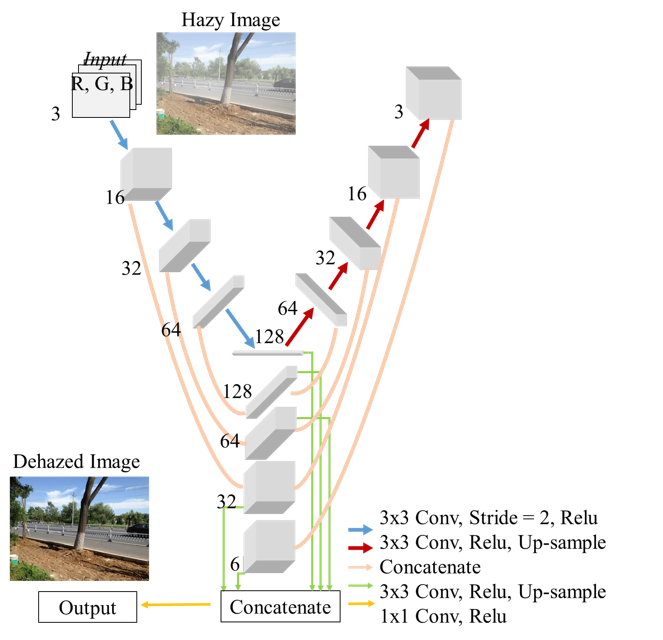 Hazy Image
Input
R, G, B
3
3
16
16
32
32
64
64
128
128
64
32
6
Dehazed Image
3x3 Conv, Stride = 2, Relu
3x3 Conv, Relu, Up-sample
Concatenate
3x3 Conv, Relu, Up-sample
1x1 Conv, Relu
Output
Concatenate